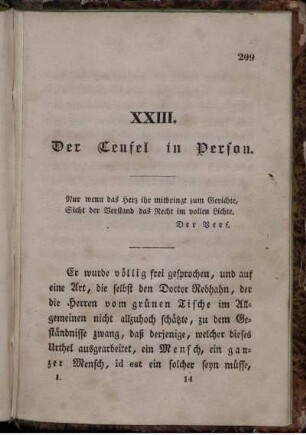 209
XXIII.
Der Teufel in Person.
Nur wenn das Herz ihr mitbringt zum Gerichte,
Sieht der Verstand das Recht im vollen Lichte.
Der Verf.
Er wurde völlig frei gesprochen, und auf
eine Art, die selbst den Doctor Rebhahn, der
die Herren vom grünen Tische im All-
gemeinen nicht allzuhoch schätzte, zu dem Ge-
ständnisse zwang, daß derjenige, welcher dieses
Urthel ausgearbeitet, ein Mensch, ein gan-
zer Mensch, id est ein solcher seyn müsse,
I. 14